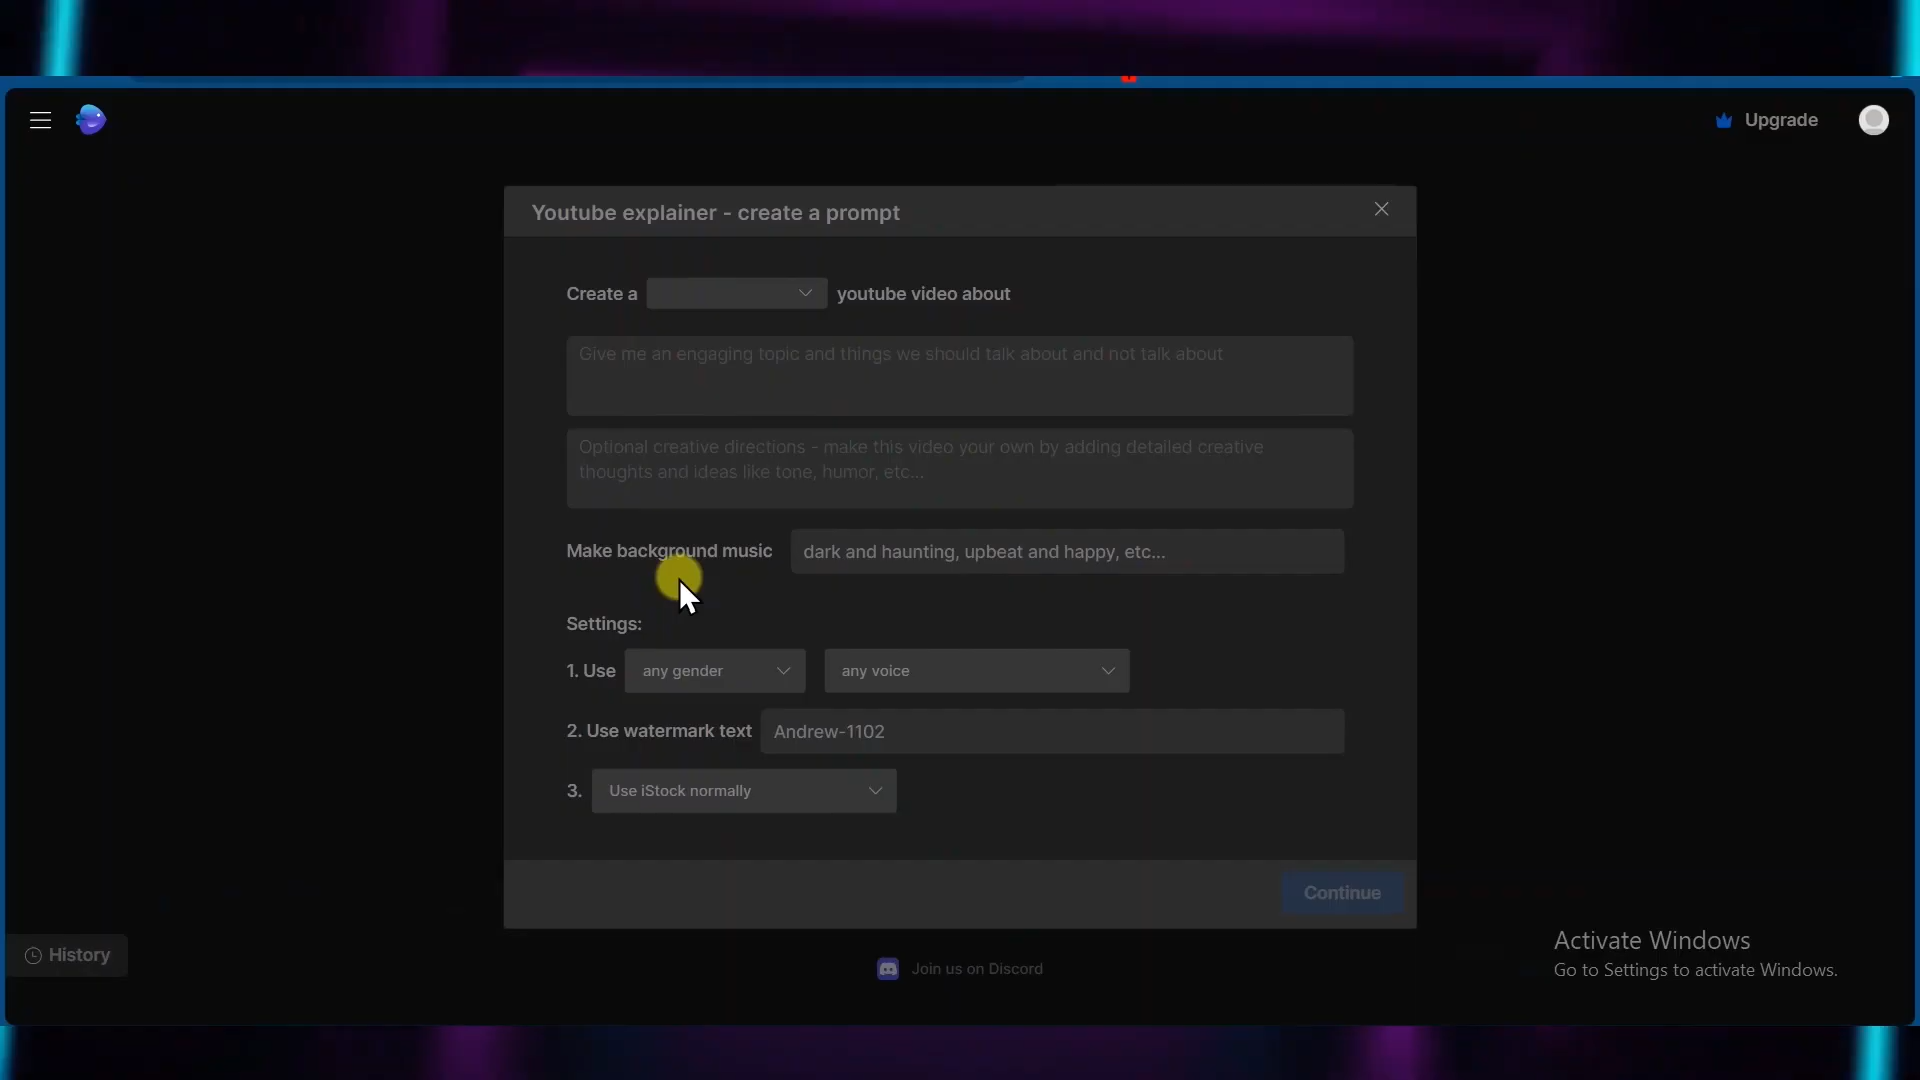 Upgrade
Youtube explainer - create a prompt
Create a
youtube video about
Give me an engaging topic and things we should talk about and not talk about
Optional creative directions - make this video your own by adding detailed creative
thoughts and ideas like tone, humor, etc...
Make background music
dark and haunting, upbeat and happy, etc...
Settings:
1. Use
any gender
any voice
2. Use watermark text
Andrew-1102
3.
Use iStock normally
Continue
History
Join us on Discord
Activate Windows
Go to Settings to activate Windows.